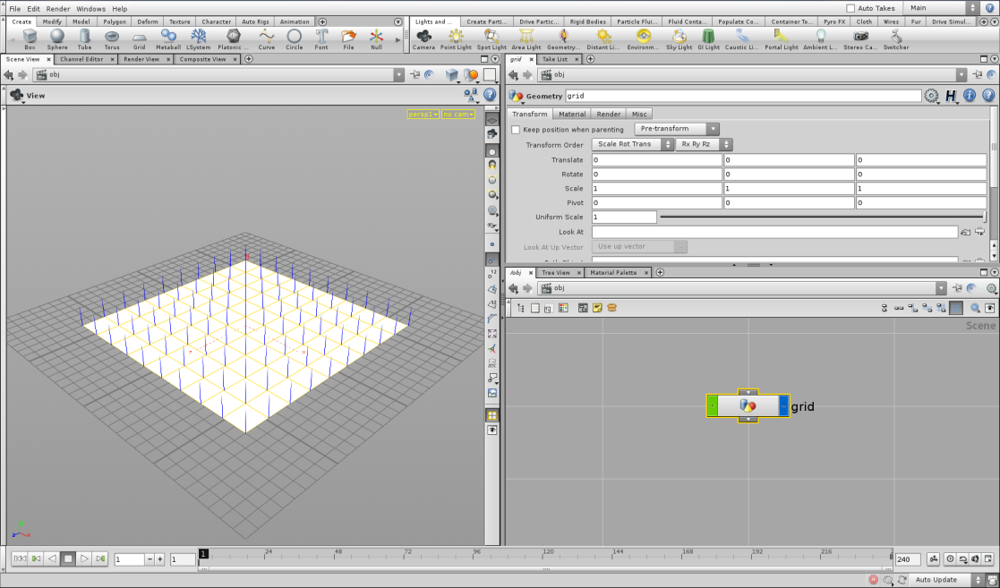 File Edit Render Windows Help Auto Takes Main
Create Modify Model Polygon Deform Texture Character Auto Rigs Animation Lights and ... Create Parti... Drive Partic... Rigid Bodies Particle Flui... Fluid Conta... Populate Co... Container To... Pyro FX Cloth Wires Fur Drive Simul...
Box Sphere Tube Torus Grid Metaball LSystem Platonic ... Curve Circle Font File Null Camera Point Light Spot Light Area Light Geometry... Distant Li... Environm... Sky Light GI Light Caustic Li... Portal Light Ambient L... Stereo Ca... Switcher
Scene View Channel Editor Render View Composite View grid Take List
obj obj
View Geometry grid
persp1 no cam Transform Material Render Misc
Keep position when parenting Pre-transform
Transform Order Scale Rot Trans Rx Ry Rz
Translate 0 0 0
Rotate 0 0 0
Scale 1 1 1
Pivot 0 0 0
Uniform Scale 1
Look At
Look At Up Vector Use up vector
/obj Tree View Material Palette
obj
Scene
z x
grid
1 1 1 24 48 72 96 120 144 168 192 216 240
Auto Update